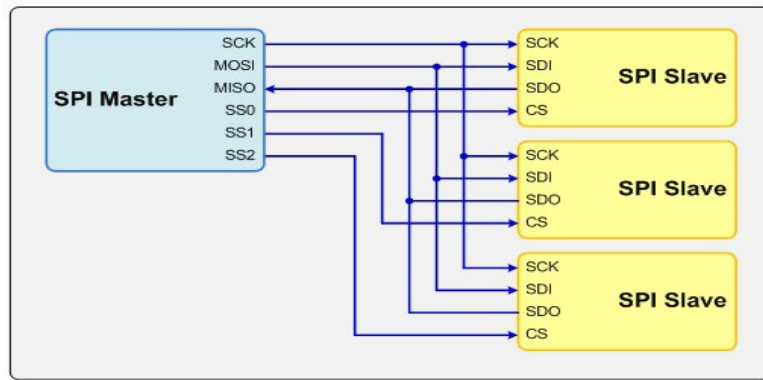 SPI Master
SCK
MOSI
MISO
SS0
SS1
SS2
SCK
SDI
SDO
CS
SPI Slave
SCK
SDI
SDO
CS
SPI Slave
SCK
SDI
SDO
CS
SPI Slave